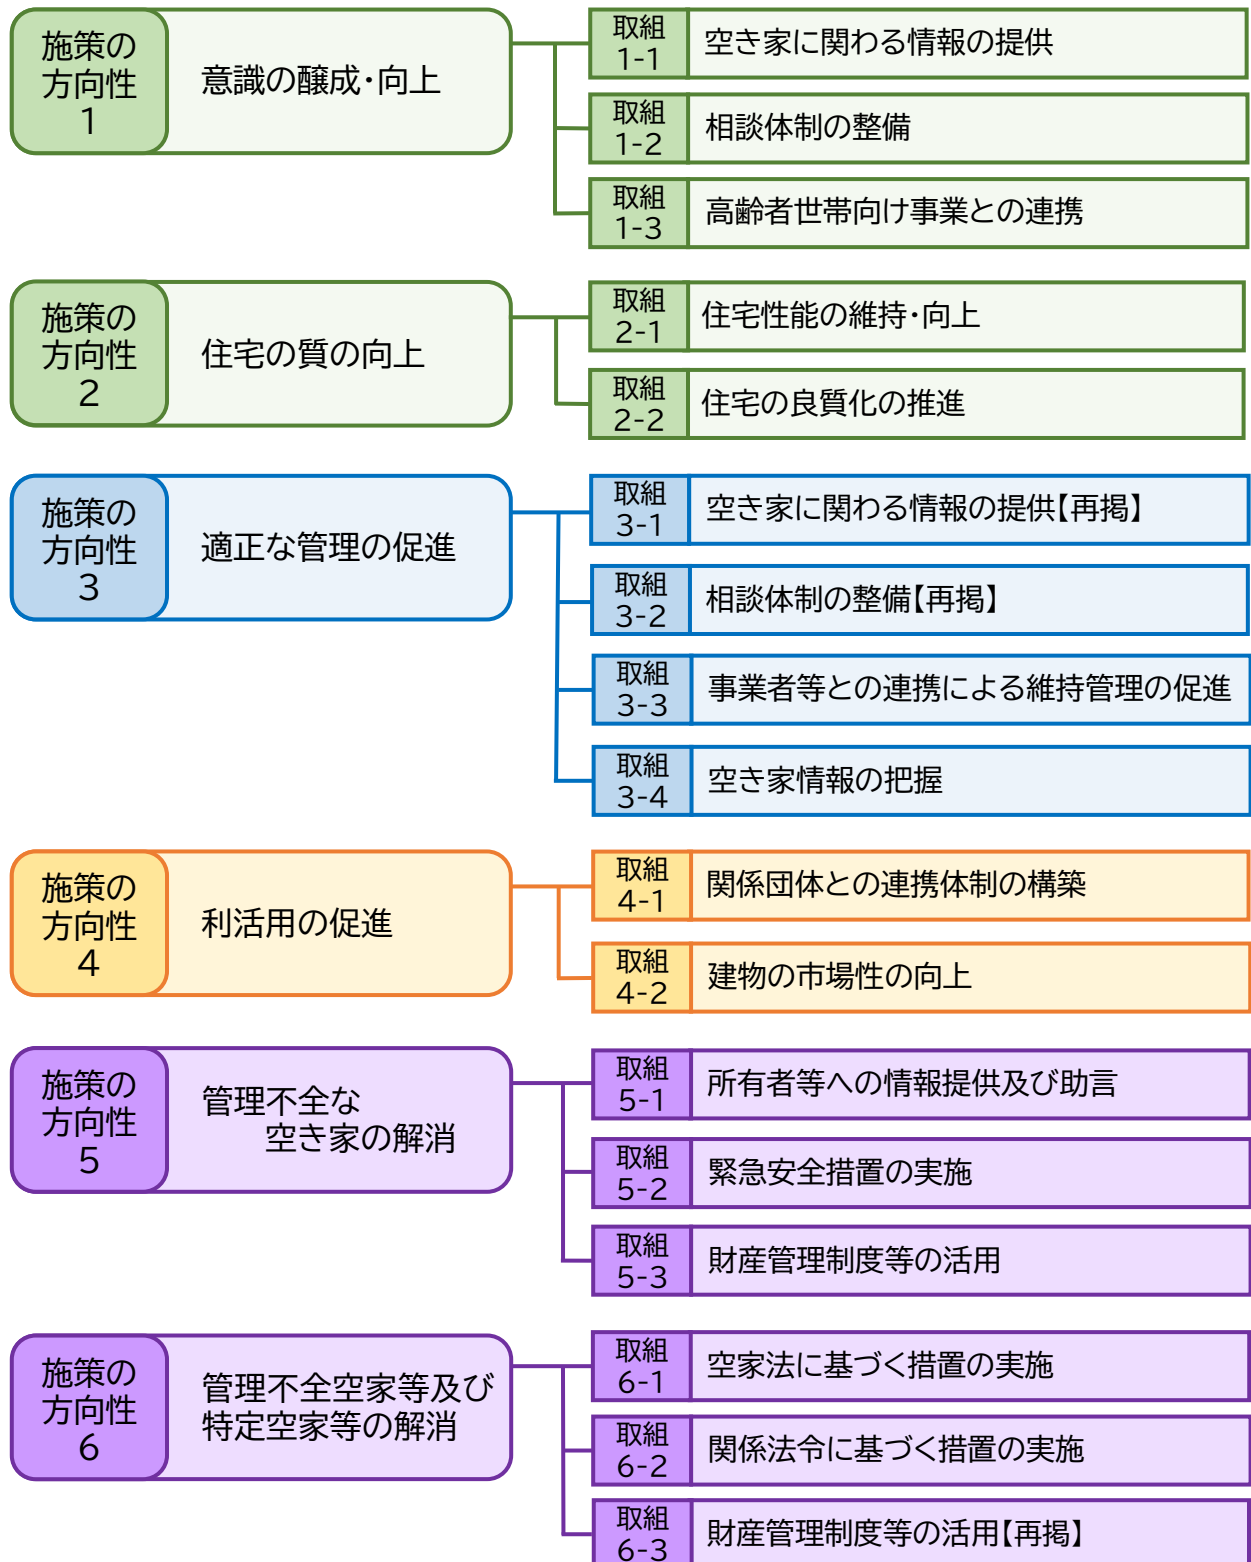 施策の
方向性
1
意識の醸成・向上
取組
1-1
空き家に関わる情報の提供
取組
1-2
相談体制の整備
取組
1-3
高齢者世帯向け事業との連携
施策の
方向性
2
住宅の質の向上
取組
2-1
住宅性能の維持・向上
取組
2-2
住宅の良質化の推進
施策の
方向性
3
適正な管理の促進
取組
3-1
空き家に関わる情報の提供【再掲】
取組
3-2
相談体制の整備【再掲】
取組
3-3
事業者等との連携による維持管理の促進
取組
3-4
空き家情報の把握
施策の
方向性
4
利活用の促進
取組
4-1
関係団体との連携体制の構築
取組
4-2
建物の市場性の向上
施策の
方向性
5
管理不全な
空き家の解消
取組
5-1
所有者等への情報提供及び助言
取組
5-2
緊急安全措置の実施
取組
5-3
財産管理制度等の活用
施策の
方向性
6
管理不全空家等及び
特定空家等の解消
取組
6-1
空家法に基づく措置の実施
取組
6-2
関係法令に基づく措置の実施
取組
6-3
財産管理制度等の活用【再掲】